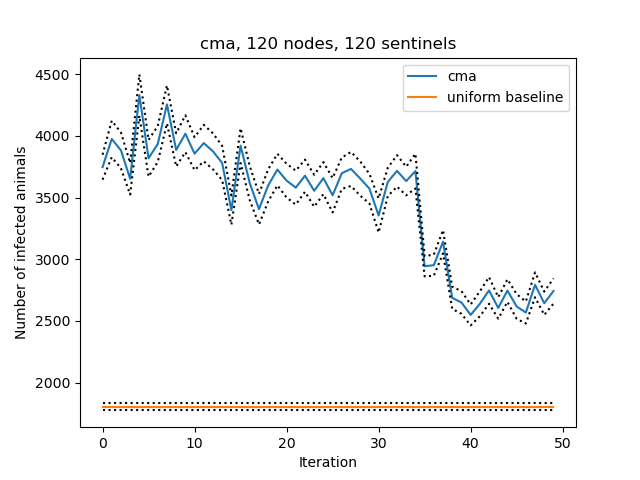 cma, 120 nodes, 120 sentinels
cma
uniform baseline
Number of infected animals
4500
4000
3500
3000
2500
2000
0 10 20 30 40 50
Iteration